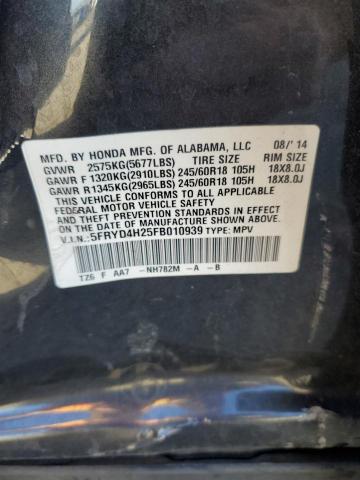 MFD. BY HONDA MFG. OF ALABAMA, LLC 08/'14
GVWR 2575KG(5677LBS) TIRE SIZE RIM SIZE
GAWR F 1320KG(2910LBS) 245/60R18 105H 18X8.0J
GAWR R1345KG(2965LBS) 245/60R18 105H 18X8.0J
THIS VEHICLE CONFORMS TO ALL APPLICABLE
FEDERAL MOTOR VEHICLE SAFETY
AND THEFT PREVENTION STANDARDS IN EFFECT
ON THE DATE OF MANUFACTURE SHOWN ABOVE.
V.I.N.: 5FRYD4H25FB010939 TYPE: MPV
TZ6 F AA7 -NH782M -A -B